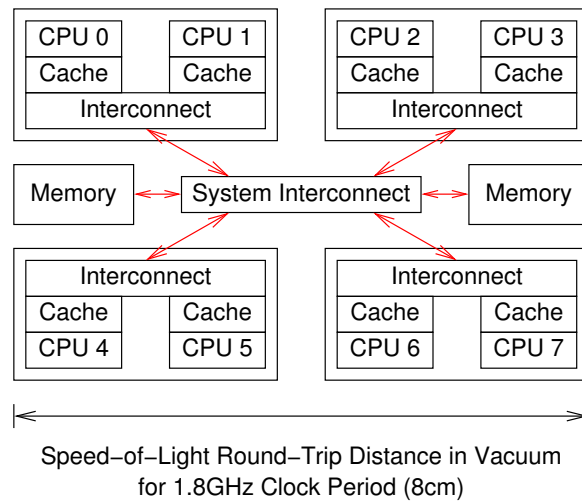 CPU 0 CPU 1 CPU 2 CPU 3
Cache Cache Cache Cache
Interconnect Interconnect
Memory System Interconnect Memory
Interconnect Interconnect
Cache Cache Cache Cache
CPU 4 CPU 5 CPU 6 CPU 7
Speed−of−Light Round−Trip Distance in Vacuum
for 1.8GHz Clock Period (8cm)